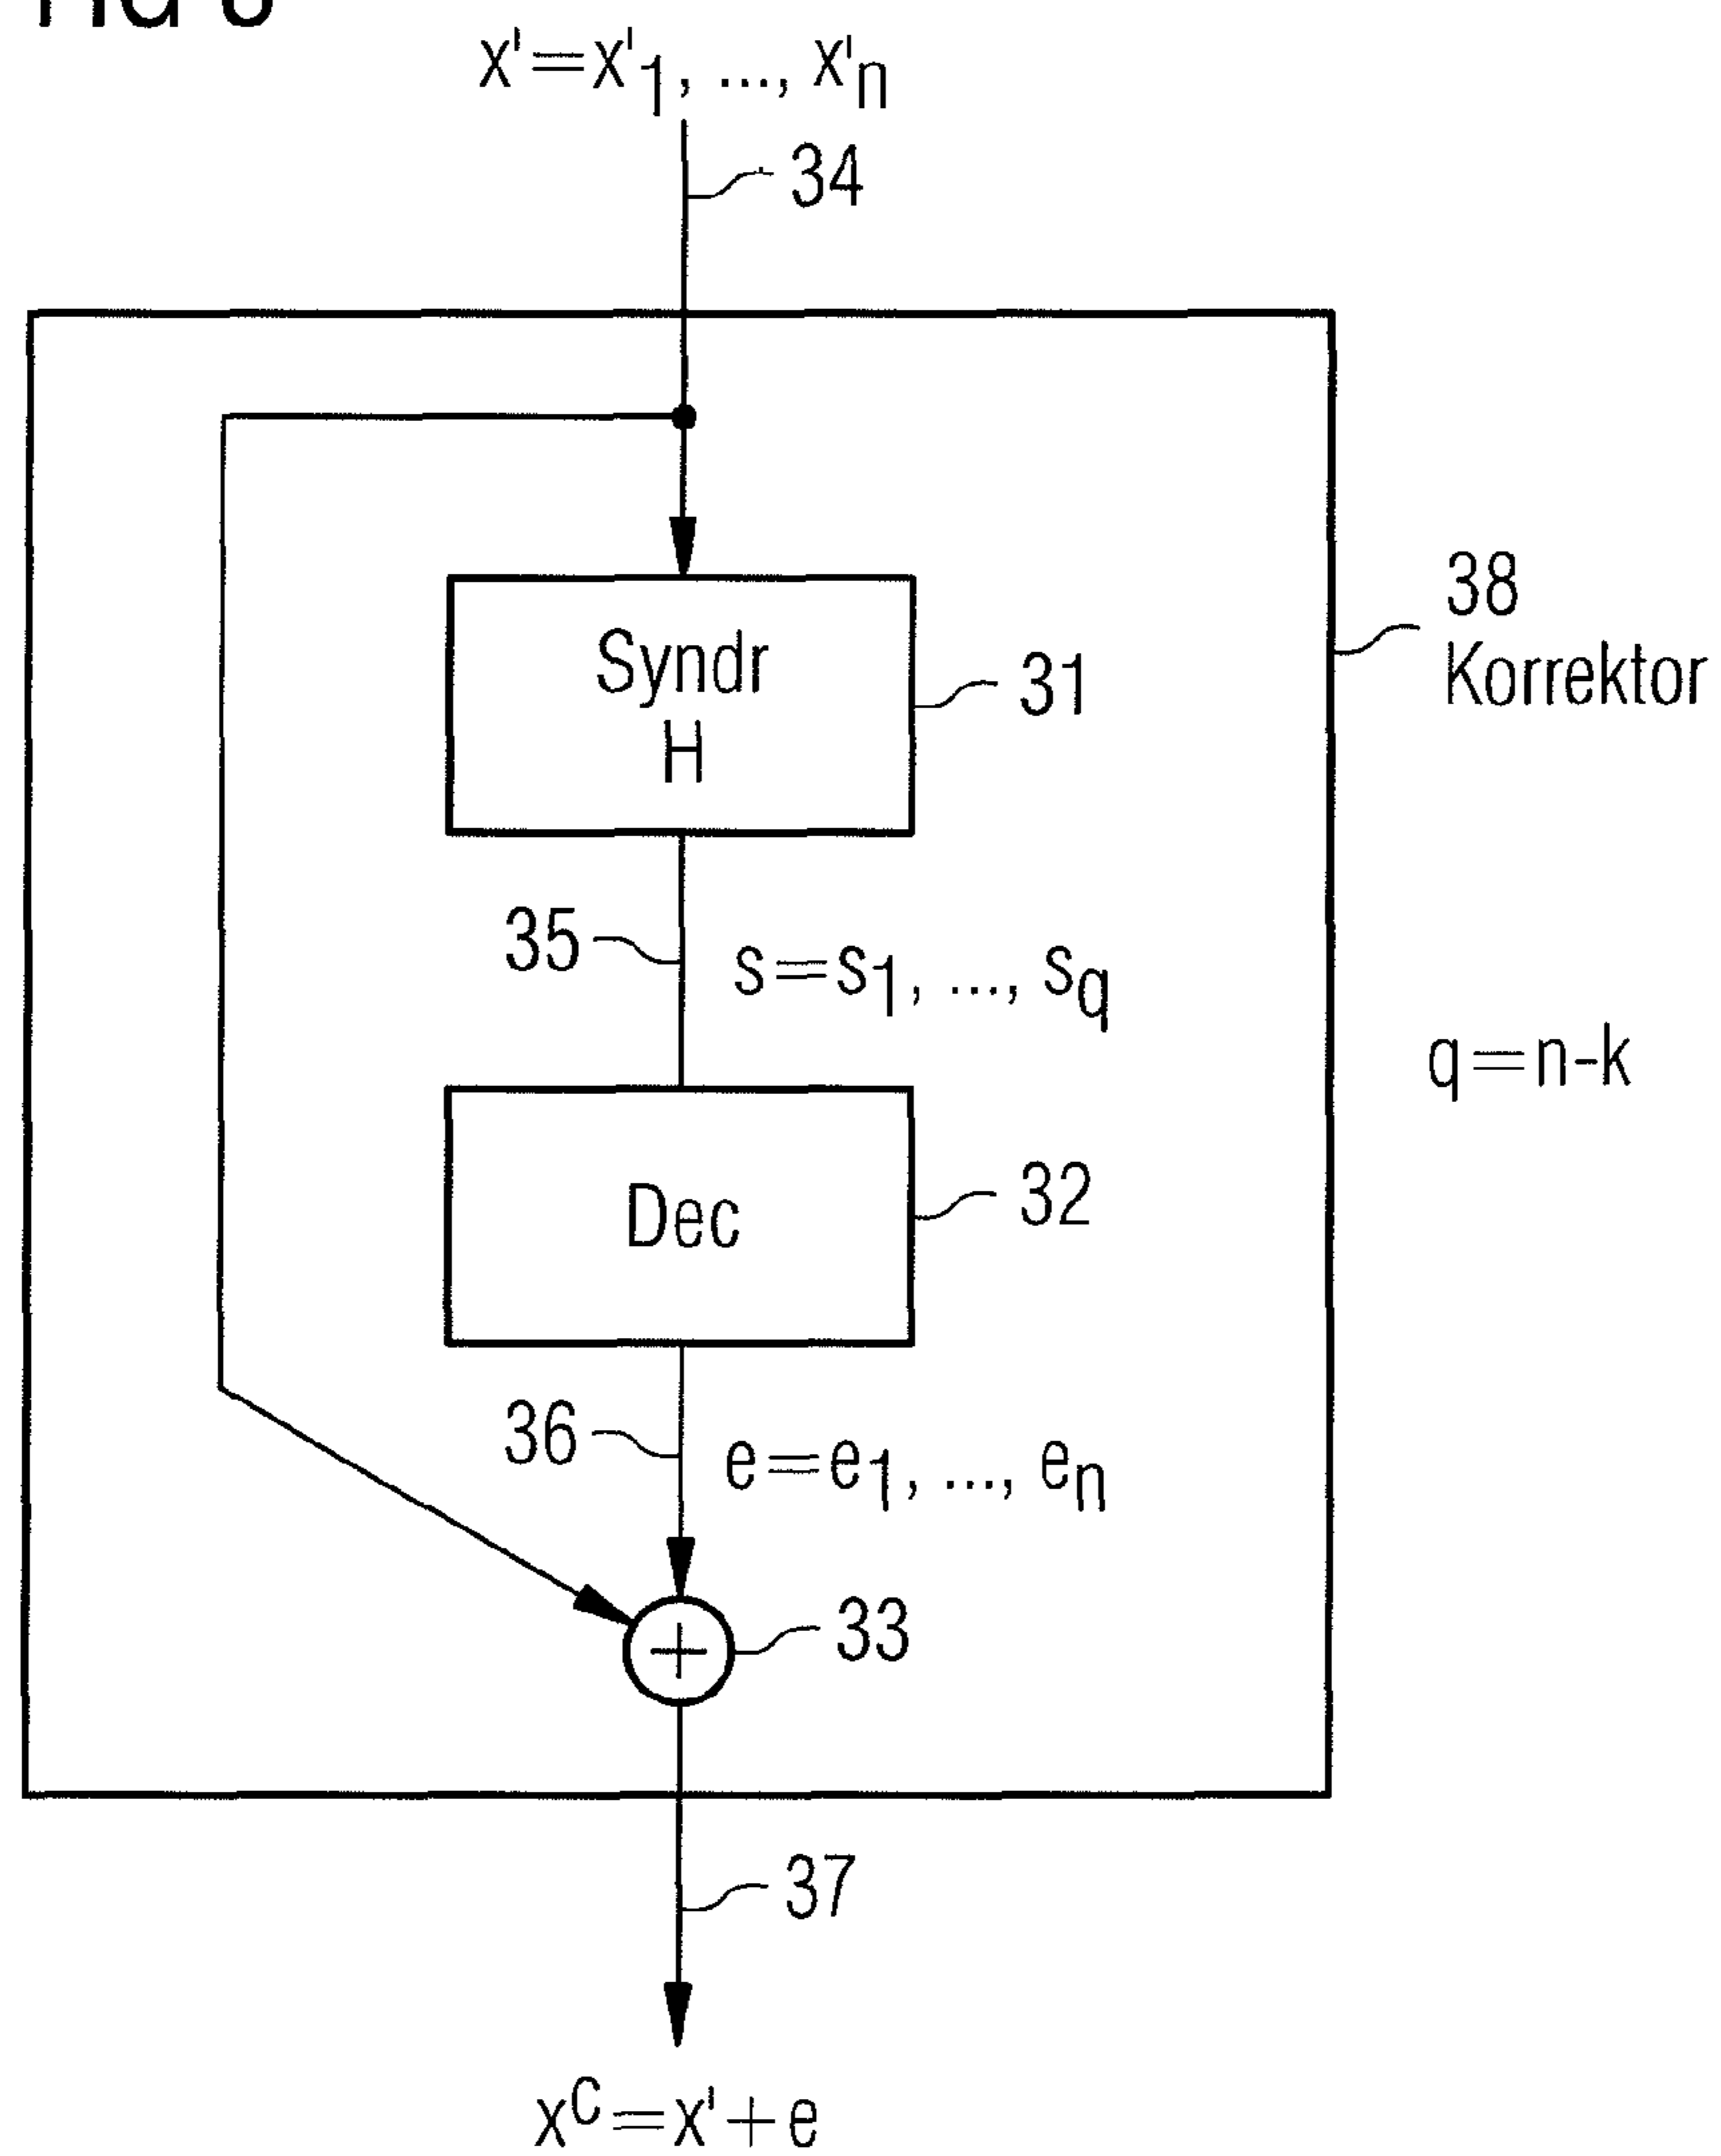 x'=x'1, ..., x'n
34
Syndr
H
31
38
Korrektor
35
s=s1, ..., sq
q=n-k
Dec
32
36
e=e1, ..., en
+
33
37
xC=x'+e